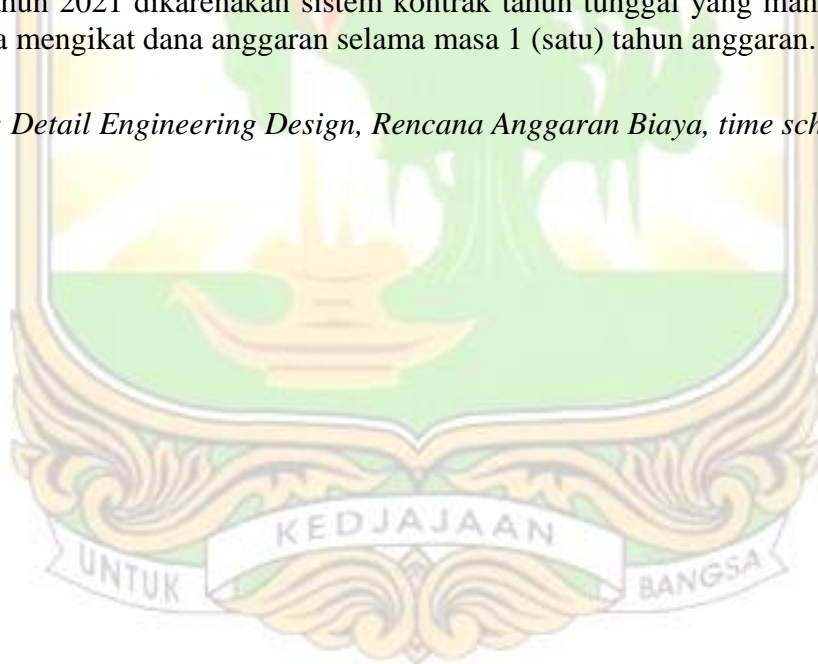 hun 2021 dikarenakan sistem kontrak tahun tunggal yang man
a mengikat dana anggaran selama masa 1 (satu) tahun anggaran.
Detail Engineering Design, Rencana Anggaran Biaya, time sch
UNTUK KEDJAJAAN BANGSA